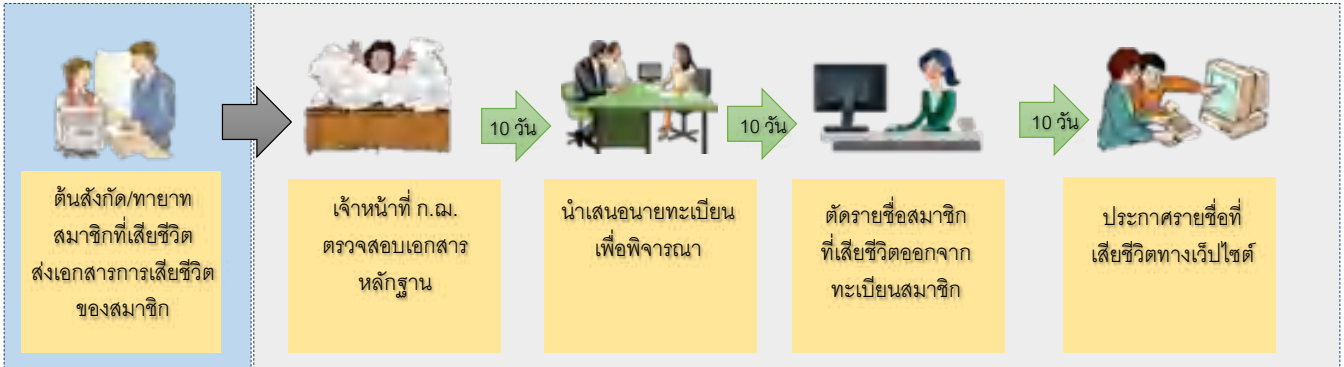 10 วัน
10 วัน
10 วัน
ต้นสังกัด/ทายาท
สมาชิกที่เสียชีวิต
ส่งเอกสารการเสียชีวิต
ของสมาชิก
เจ้าหน้าที่ ก.ฌ.
ตรวจสอบเอกสาร
หลักฐาน
นำเสนอนายทะเบียน
เพื่อพิจารณา
ตัดรายชื่อสมาชิก
ที่เสียชีวิตออกจาก
ทะเบียนสมาชิก
ประกาศรายชื่อที่
เสียชีวิตทางเว็ปไซต์